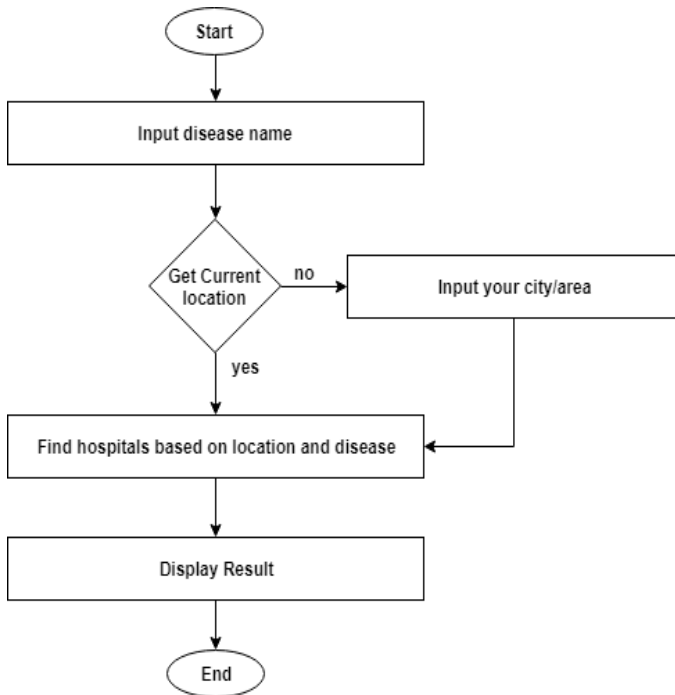 Start
Input disease name
Get Current
location
no
Input your city/area
yes
Find hospitals based on location and disease
Display Result
End